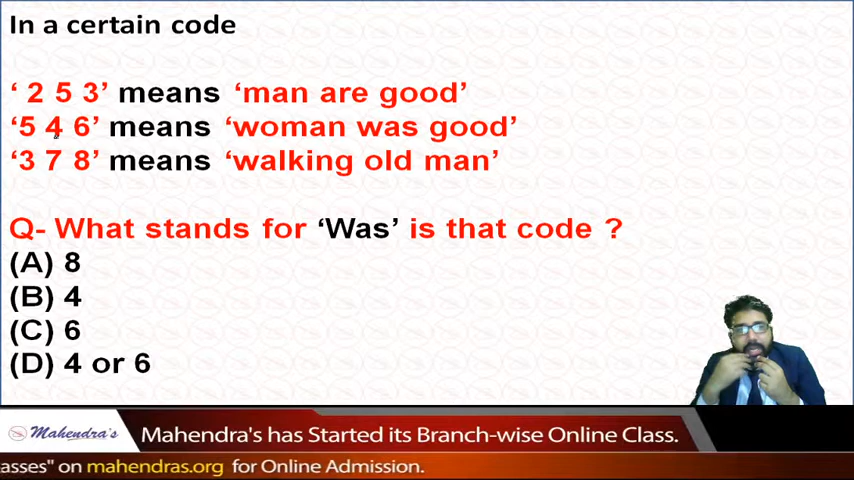 In a certain code
‘ 2 5 3’ means ‘man are good’
‘5 4 6’ means ‘woman was good’
‘3 7 8’ means ‘walking old man’
Q- What stands for ‘Was’ is that code ?
(A) 8
(B) 4
(C) 6
(D) 4 or 6
Mahendra's Mahendra's has Started its Branch-wise Online Class.
lasses" on mahendras.org for Online Admission.